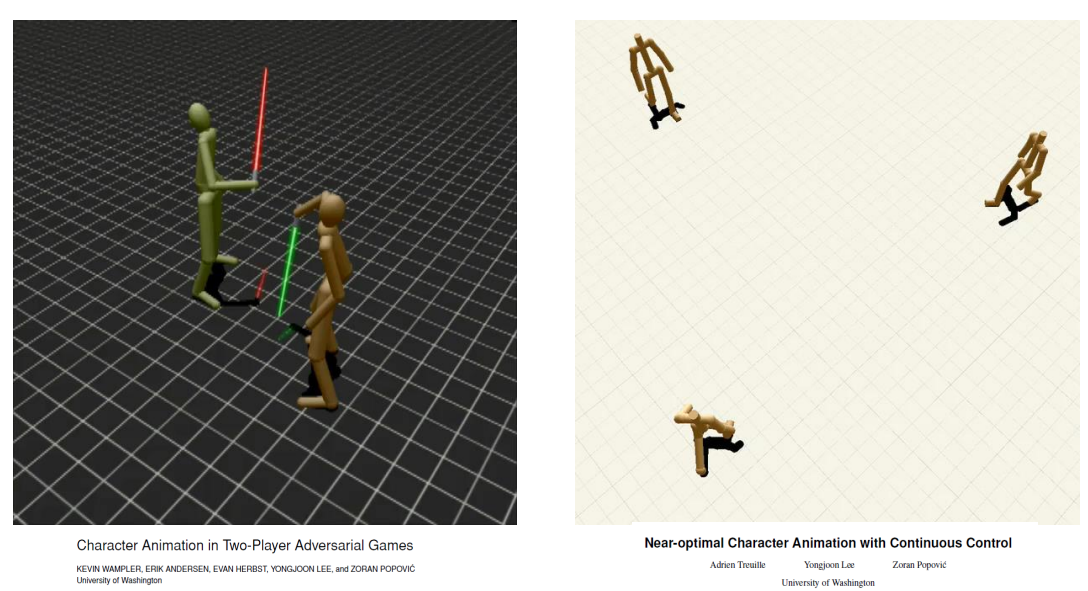 Character Animation in Two-Player Adversarial Games
KEVIN WAMPLER, ERIK ANDERSEN, EVAN HERBST, YONGJOON LEE, and ZORAN POPOVIĆ
University of Washington
Near-optimal Character Animation with Continuous Control
Adrien Treuille Yongjoon Lee Zoran Popović
University of Washington